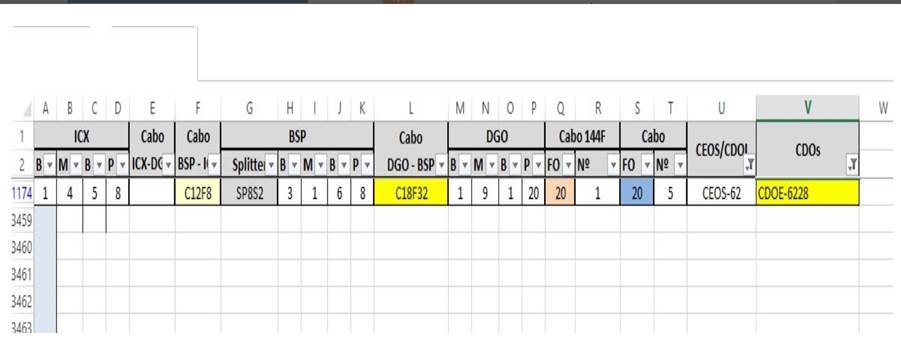 A B C D E F G H I J K L M N O P Q R S T U V W
1 ICX Cabo Cabo BSP Cabo DGO Cabo 144F Cabo CEOS/CDOI CDOs
2 B M B P ICX-DG BSP - I Splitter B M B P DGO - BSP B M B P FO Nº FO Nº
1174 1 4 5 8 C12F8 SP8S2 3 1 6 8 C18F32 1 9 1 20 20 1 20 5 CEOS-62 CDOE-6228
3459
3460
3461
3462
3463